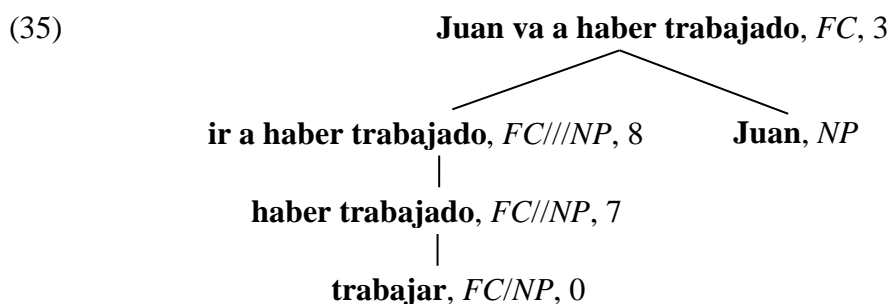 (35) Juan va a haber trabajado, FC, 3
ir a haber trabajado, FC///NP, 8 Juan, NP
haber trabajado, FC//NP, 7
trabajar, FC/NP, 0